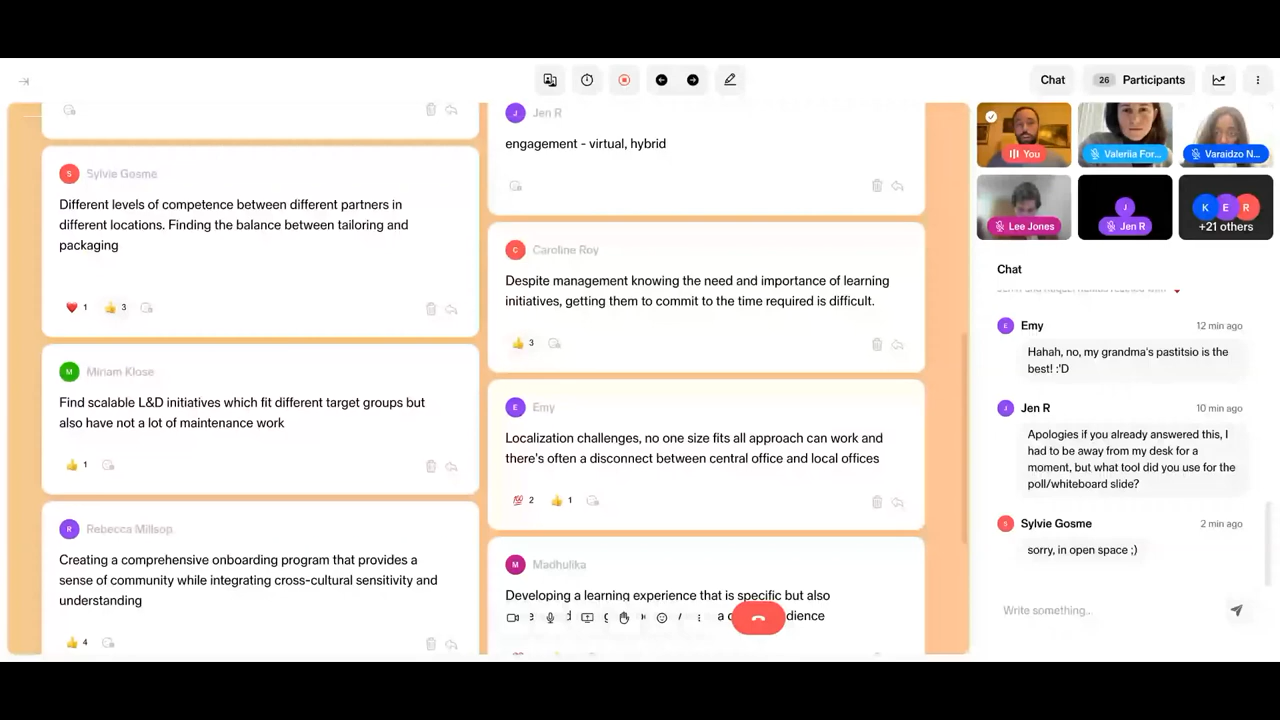 Chat
26 Participants
Sylvie Gosme
Different levels of competence between different partners in
different locations. Finding the balance between tailoring and
packaging
1
3
Miriam Klose
Find scalable L&D initiatives which fit different target groups but
also have not a lot of maintenance work
1
Rebecca Millsop
Creating a comprehensive onboarding program that provides a
sense of community while integrating cross-cultural sensitivity and
understanding
4
Jen R
engagement - virtual, hybrid
Caroline Roy
Despite management knowing the need and importance of learning
initiatives, getting them to commit to the time required is difficult.
3
Emy
Localization challenges, no one size fits all approach can work and
there's often a disconnect between central office and local offices
2
1
Madhulika
Developing a learning experience that is specific but also
You
Valeriia For...
Varaidzo N...
Lee Jones
J
Jen R
K E R
+21 others
Chat
Emy
12 min ago
Hahah, no, my grandma's pastitsio is the
best! :'D
Jen R
10 min ago
Apologies if you already answered this, I
had to be away from my desk for a
moment, but what tool did you use for the
poll/whiteboard slide?
Sylvie Gosme
2 min ago
sorry, in open space ;)
Write something...